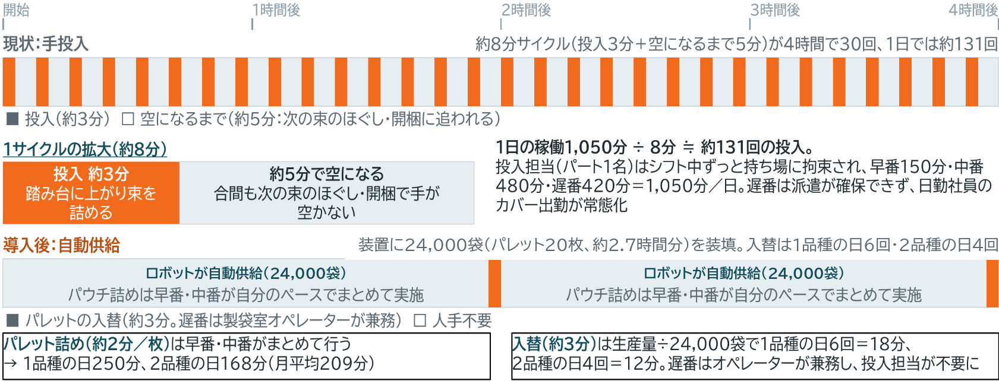 開始
1時間後
2時間後
3時間後
4時間後
現状：手投入
約8分サイクル（投入3分＋空になるまで5分）が4時間で30回、1日では約131回
■ 投入（約3分） □ 空になるまで（約5分：次の束のほぐし・開梱に追われる）
1サイクルの拡大（約8分）
投入 約3分
踏み台に上がり束を
詰める
約5分で空になる
合間も次の束のほぐし・開梱で手が
空かない
1日の稼働1,050分 ÷ 8分 ≒ 約131回の投入。
投入担当（パート1名）はシフト中ずっと持ち場に拘束され、早番150分・中番
480分・遅番420分＝1,050分／日。遅番は派遣が確保できず、日勤社員の
カバー出勤が常態化
導入後：自動供給
装置に24,000袋（パレット20枚、約2.7時間分）を装填。入替は1品種の日6回・2品種の日4回
ロボットが自動供給（24,000袋）
パウチ詰めは早番・中番が自分のペースでまとめて実施
ロボットが自動供給（24,000袋）
パウチ詰めは早番・中番が自分のペースでまとめて実施
■ パレットの入替（約3分。遅番は製袋室オペレーターが兼務） □ 人手不要
パレット詰め（約2分／枚）は早番・中番がまとめて行う
→ 1品種の日250分、2品種の日168分（月平均209分）
入替（約3分）は生産量÷24,000袋で1品種の日6回＝18分、
2品種の日4回＝12分。遅番はオペレーターが兼務し、投入担当が不要に